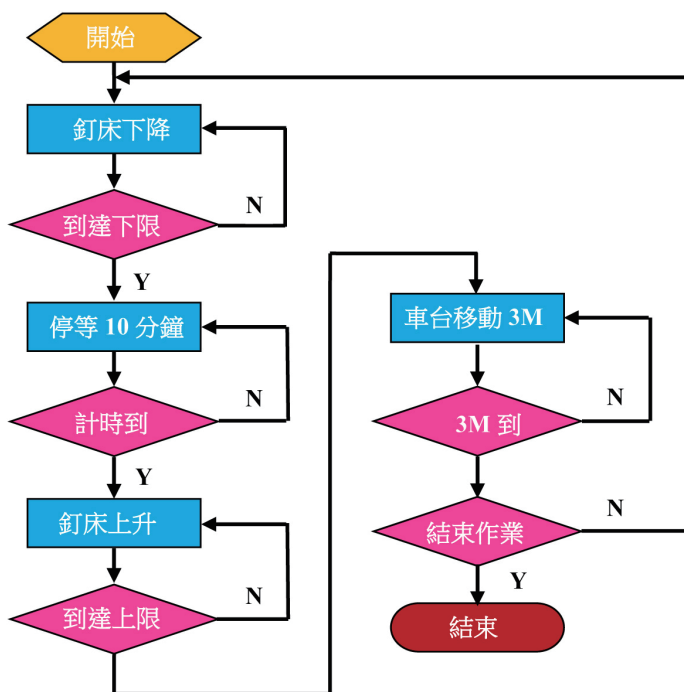 開始
釘床下降
到達下限
N
Y
停等 10 分鐘
計時到
N
Y
釘床上升
到達上限
N
車台移動 3M
3M 到
N
結束作業
N
Y
結束